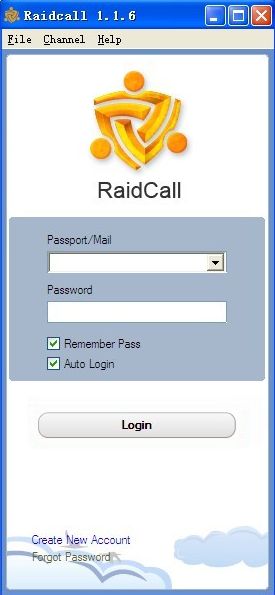 Raidcall 1.1.6
File Channel Help
RaidCall
Passport/Mail
Password
Remember Pass
Auto Login
Login
Create New Account
Forgot Password